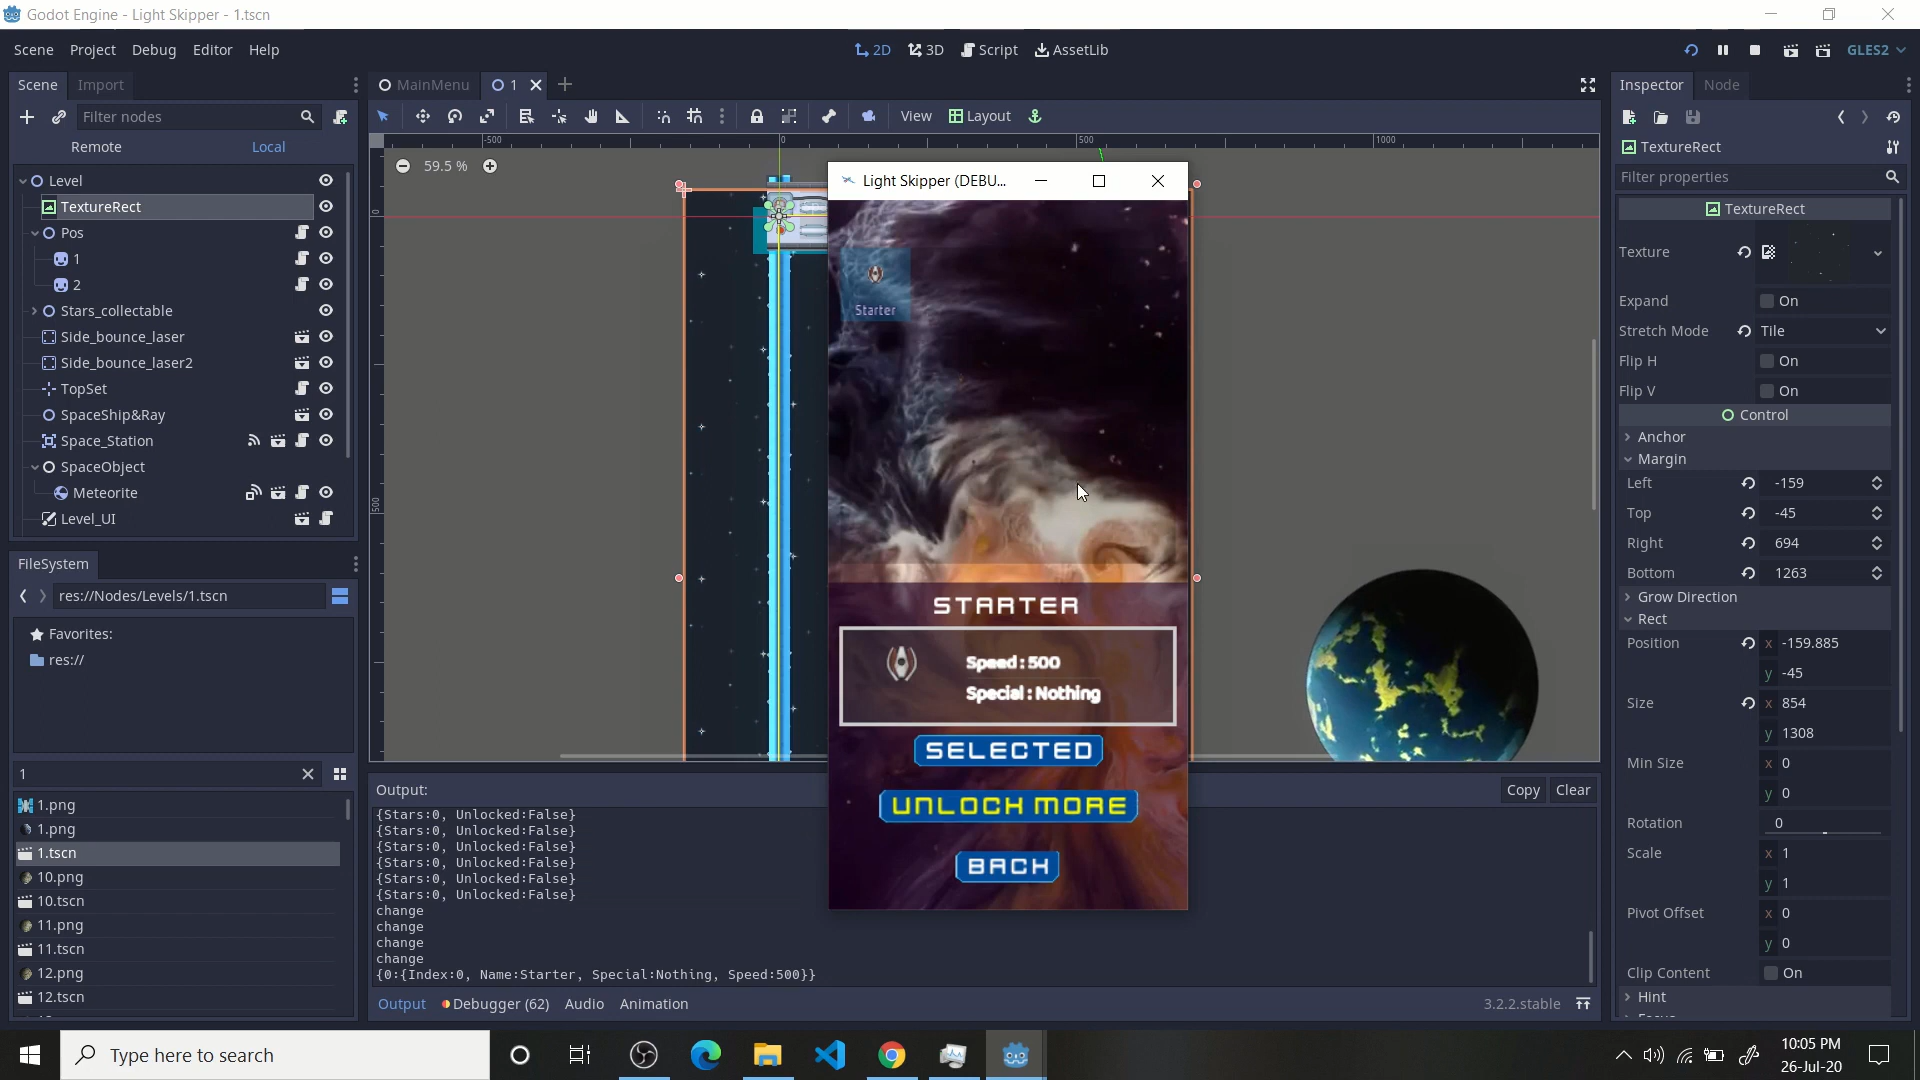 Godot Engine - Light Skipper - 1.tscn
Scene Project Debug Editor Help
2D 3D Script AssetLib
GLES2
Scene Import
MainMenu 1
Inspector Node
Filter nodes
View Layout
Remote Local
59.5 %
-500 0 500 1000
0
500
Level
TextureRect
Pos
1
2
Stars_collectable
Side_bounce_laser
Side_bounce_laser2
TopSet
SpaceShip&Ray
Space_Station
SpaceObject
Meteorite
Level_UI
FileSystem
res://Nodes/Levels/1.tscn
Favorites:
res://
1
1.png
1.png
1.tscn
10.png
10.tscn
11.png
11.tscn
12.png
12.tscn
Light Skipper (DEBU...
Starter
STARTER
Speed : 500
Special : Nothing
SELECTED
UNLOCK MORE
BACK
Output:
Copy Clear
{Stars:0, Unlocked:False}
{Stars:0, Unlocked:False}
{Stars:0, Unlocked:False}
{Stars:0, Unlocked:False}
{Stars:0, Unlocked:False}
{Stars:0, Unlocked:False}
change
change
change
change
{0:{Index:0, Name:Starter, Special:Nothing, Speed:500}}
Output Debugger (62) Audio Animation
3.2.2.stable
TextureRect
Filter properties
TextureRect
Texture
Expand On
Stretch Mode Tile
Flip H On
Flip V On
Control
Anchor
Margin
Left -159
Top -45
Right 694
Bottom 1263
Grow Direction
Rect
Position x -159.885
y -45
Size x 854
y 1308
Min Size x 0
y 0
Rotation 0
Scale x 1
y 1
Pivot Offset x 0
y 0
Clip Content On
Hint
Type here to search
10:05 PM
26-Jul-20